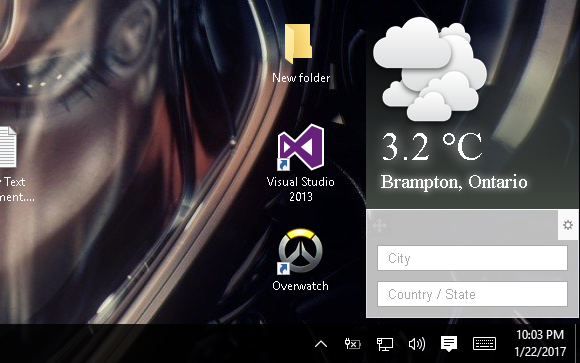 New folder
3.2 °C
Brampton, Ontario
Text
ment....
Visual Studio
2013
City
Country / State
Overwatch
10:03 PM
1/22/2017